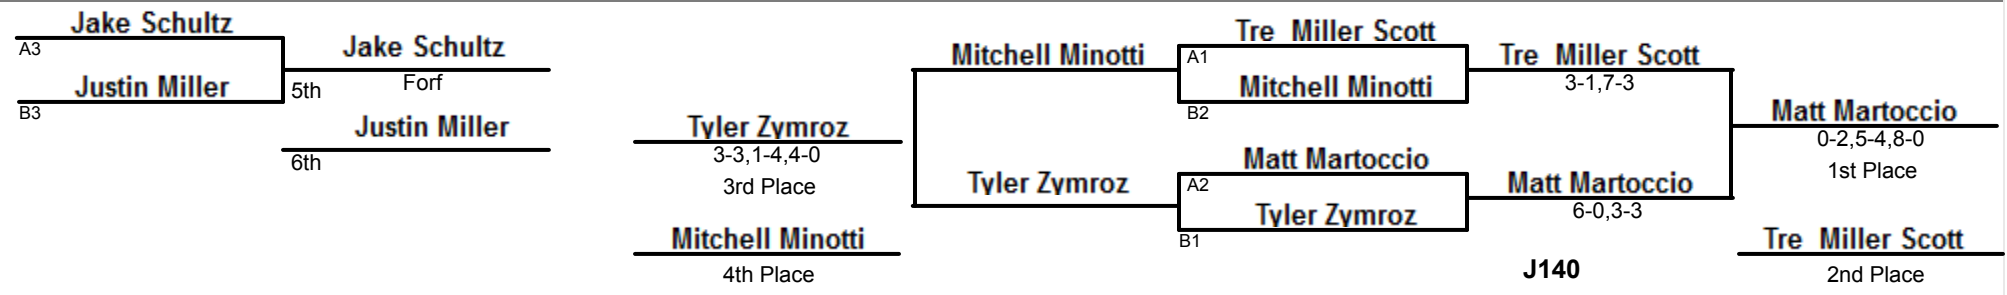 Jake Schultz
A3
Jake Schultz
Justin Miller
5th
Forf
B3
Justin Miller
6th
Tyler Zymroz
3-3,1-4,4-0
3rd Place
Mitchell Minotti
4th Place
Mitchell Minotti
Tyler Zymroz
Tre Miller Scott
A1
Mitchell Minotti
B2
Matt Martoccio
A2
Tyler Zymroz
B1
Tre Miller Scott
3-1,7-3
Matt Martoccio
6-0,3-3
J140
Matt Martoccio
0-2,5-4,8-0
1st Place
Tre Miller Scott
2nd Place